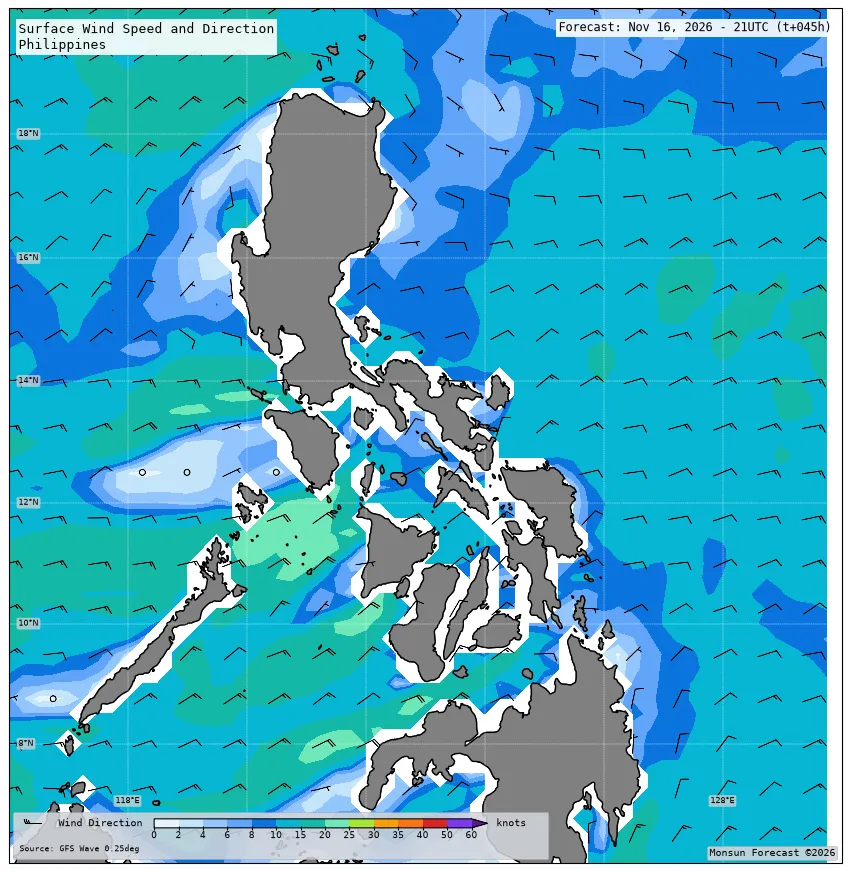 Surface Wind Speed and Direction
Philippines
Forecast: Nov 16, 2026 - 21UTC (t+045h)
18°N
16°N
14°N
12°N
10°N
8°N
118°E
128°E
Wind Direction
0 2 4 6 8 10 15 20 25 30 35 40 50 60
knots
Source: GFS Wave 0.25deg
Monsun Forecast ©2026